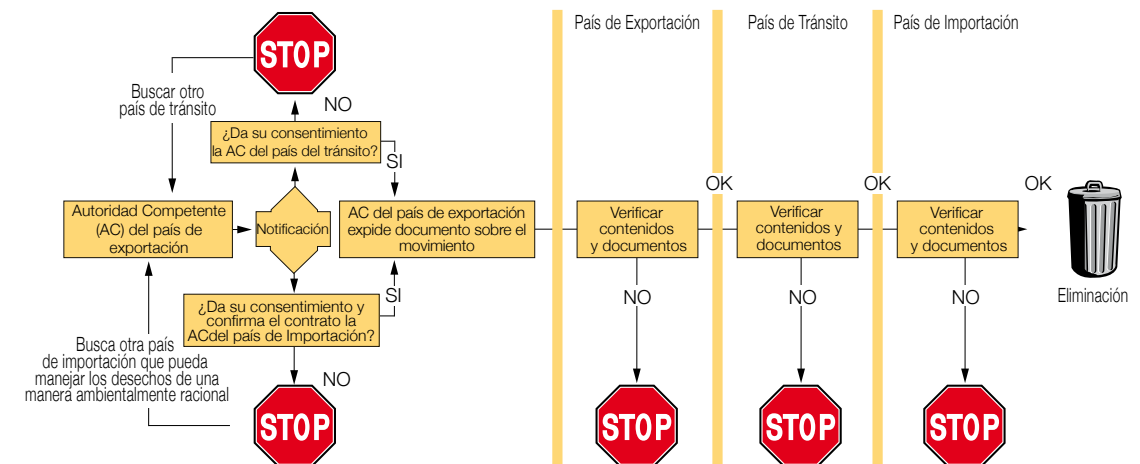 País de Exportación
País de Tránsito
País de Importación
STOP
Buscar otro
país de tránsito
NO
¿Da su consentimiento
la AC del país del tránsito?
SI
Autoridad Competente
(AC) del país de
exportación
Notificación
AC del país de exportación
expide documento sobre el
movimiento
SI
¿Da su consentimiento y
confirma el contrato la
ACdel país de Importación?
NO
Busca otra país
de importación que pueda
manejar los desechos de una
manera ambientalmente racional
STOP
Verificar
contenidos
y documentos
OK
NO
STOP
Verificar
contenidos y
documentos
OK
NO
STOP
Verificar
contenidos
y documentos
OK
NO
STOP
Eliminación